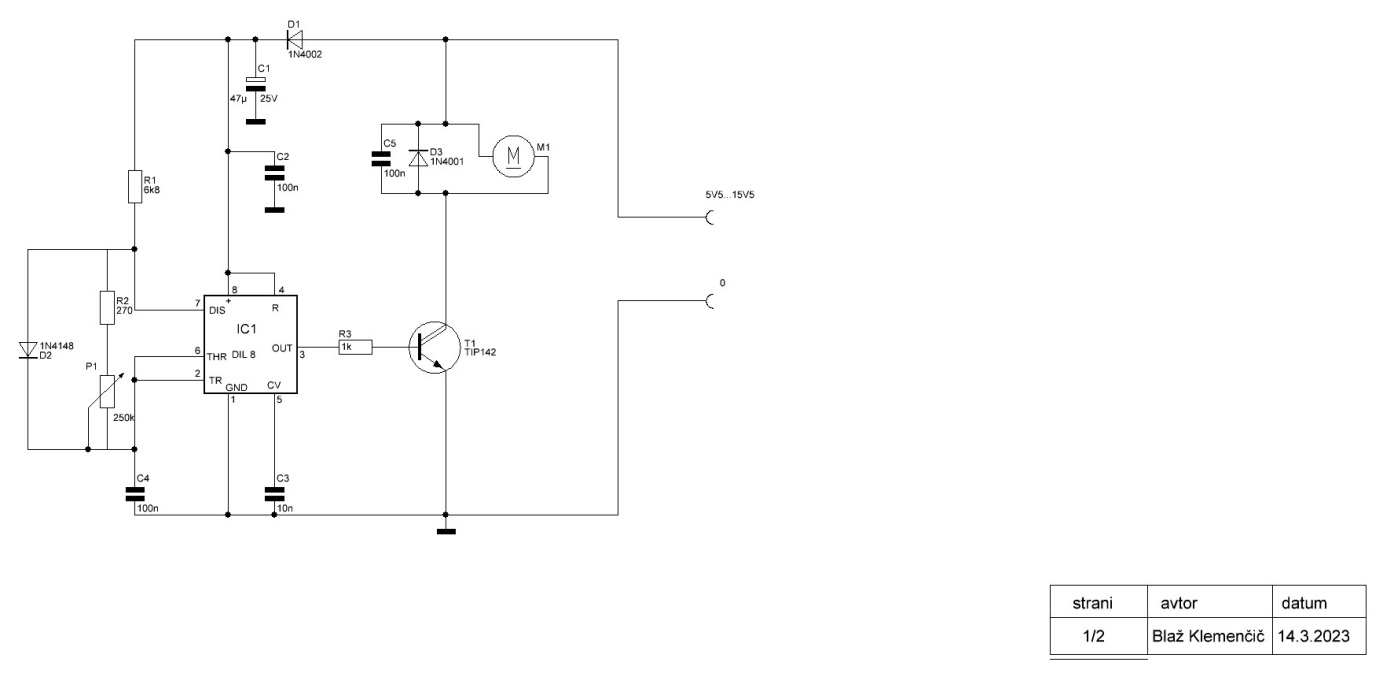 D1
1N4002
C1
47µ 25V
C2
100n
C5
100n
D3
1N4001
M
M1
R1
6k8
5V5...15V5
0
R2
270
1N4148
D2
P1
250k
8
4
7
DIS
+
R
IC1
6
THR
DIL 8
OUT
3
2
TR
GND
CV
1
5
R3
1k
T1
TIP142
C4
100n
C3
10n
strani avtor datum
1/2 Blaž Klemenčič 14.3.2023